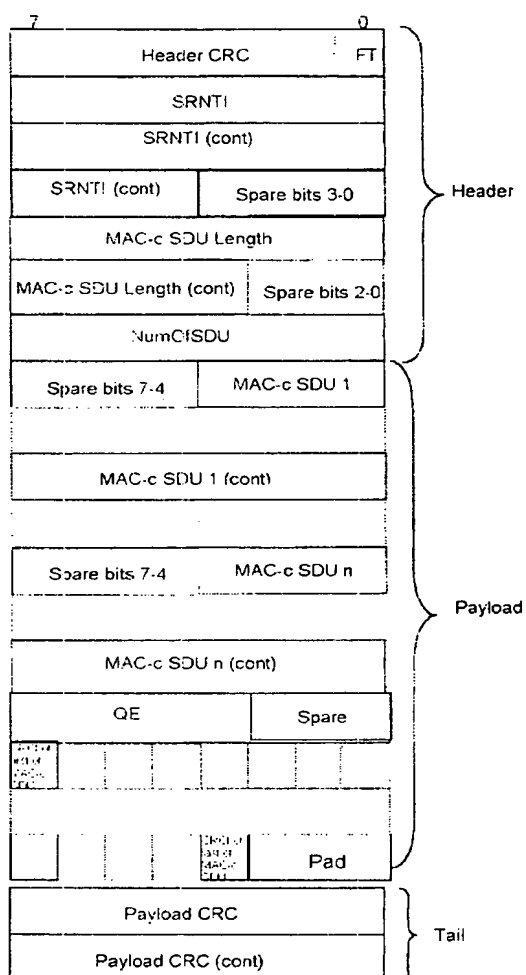 7 0
Header CRC FT
SRNTI
SRNTI (cont)
SRNTI (cont) Spare bits 3-0
Header
MAC-c SDU Length
MAC-c SDU Length (cont) Spare bits 2-0
NumOfSDU
Spare bits 7-4 MAC-c SDU 1
MAC-c SDU 1 (cont)
Spare bits 7-4 MAC-c SDU n
Payload
MAC-c SDU n (cont)
QE Spare
Pad
Payload CRC
Tail
Payload CRC (cont)